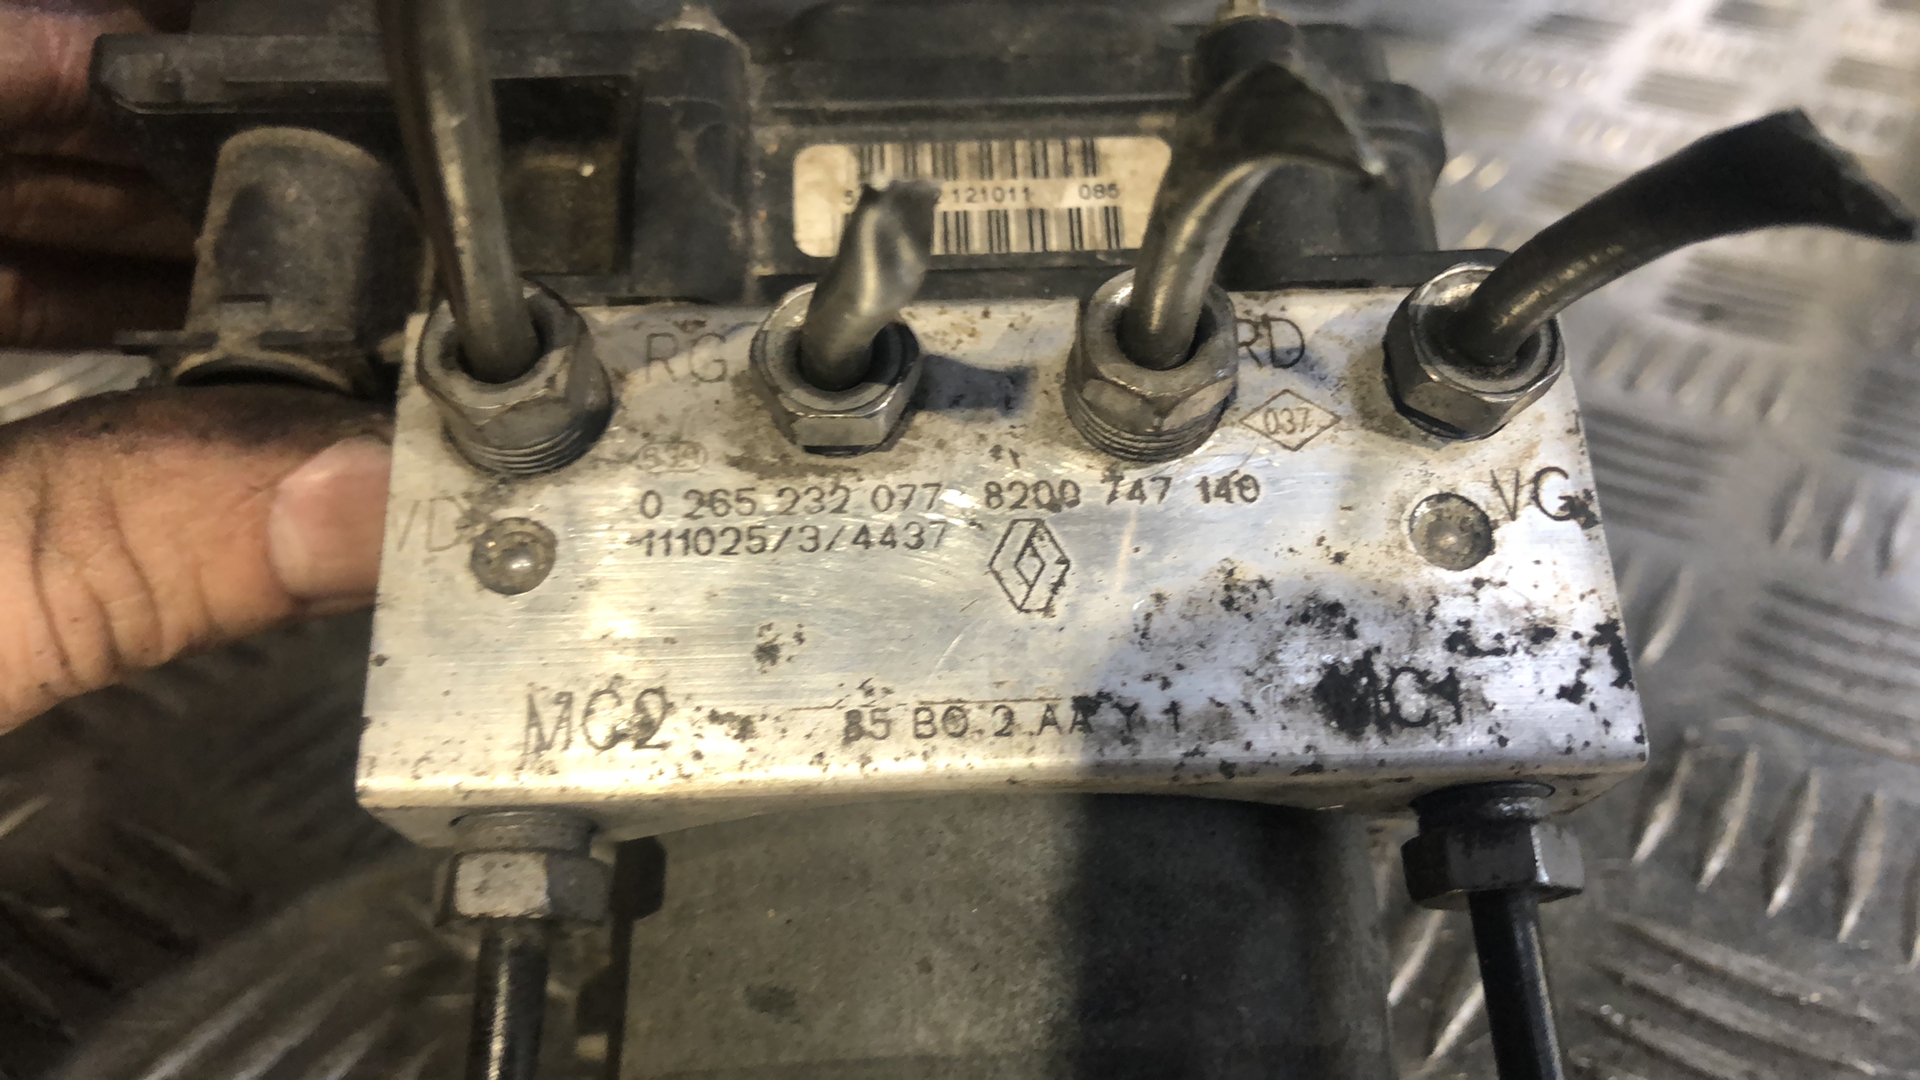 121011 085
RG RD
037
0 265 232 077 8200 747 140
VD VG
111025/3/4437
MC2 MC1
85 BO.2 AA Y 1